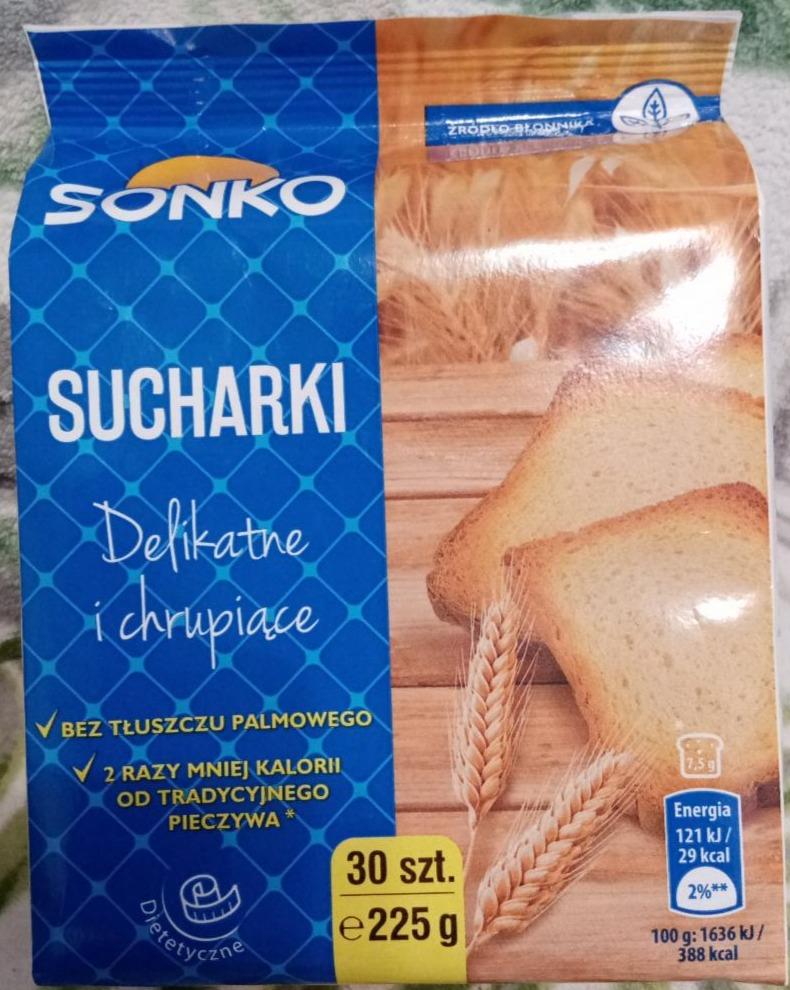 ŹRÓDŁO BŁONNIKA
SONKO
SUCHARKI
Delikatne
i chrupiące
BEZ TŁUSZCZU PALMOWEGO
2 RAZY MNIEJ KALORII
OD TRADYCYJNEGO
PIECZYWA*
Dietetyczne
30 szt.
℮225 g
7,5 g
Energia
121 kJ /
29 kcal
2%**
100 g: 1636 kJ /
388 kcal